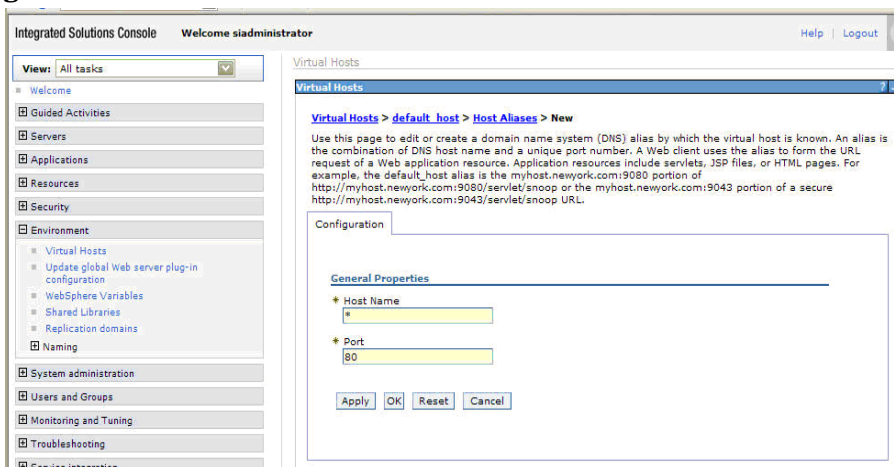 Integrated Solutions Console Welcome siadministrator Help | Logout
View: All tasks
Welcome
Guided Activities
Servers
Applications
Resources
Security
Environment
Virtual Hosts
Update global Web server plug-in
configuration
WebSphere Variables
Shared Libraries
Replication domains
Naming
System administration
Users and Groups
Monitoring and Tuning
Troubleshooting
Service integration
Virtual Hosts
Virtual Hosts ?
Virtual Hosts > default_host > Host Aliases > New
Use this page to edit or create a domain name system (DNS) alias by which the virtual host is known. An alias is
the combination of DNS host name and a unique port number. A Web client uses the alias to form the URL
request of a Web application resource. Application resources include servlets, JSP files, or HTML pages. For
example, the default_host alias is the myhost.newyork.com:9080 portion of
http://myhost.newyork.com:9080/servlet/snoop or the myhost.newyork.com:9043 portion of a secure
http://myhost.newyork.com:9043/servlet/snoop URL.
Configuration
General Properties
* Host Name
*
* Port
80
Apply OK Reset Cancel